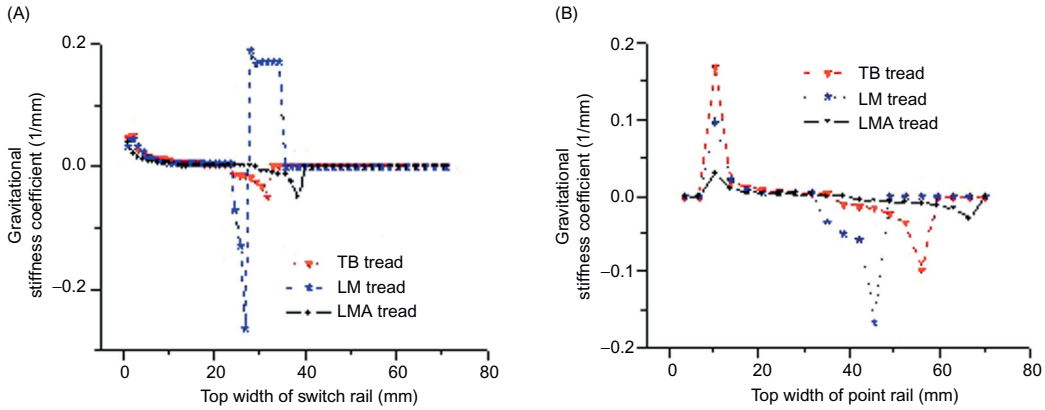 (A)
Gravitational
stiffness coefficient (1/mm)
0.2
0.0
−0.2
TB tread
LM tread
LMA tread
0
20
40
60
80
Top width of switch rail (mm)
(B)
Gravitational
stiffness coefficient (1/mm)
0.2
0.1
0.0
−0.1
−0.2
TB tread
LM tread
LMA tread
0
20
40
60
80
Top width of point rail (mm)